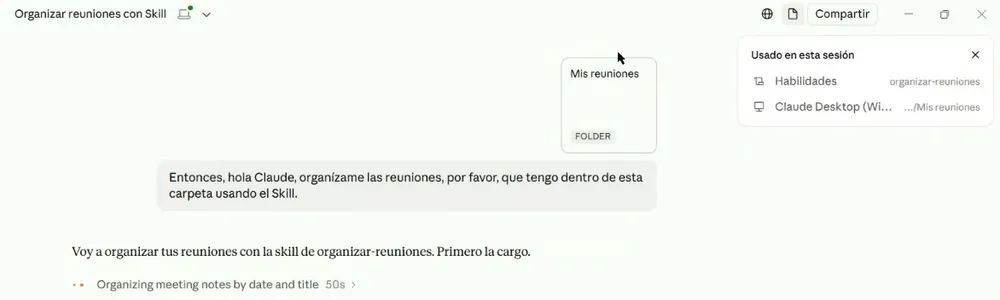 Organizar reuniones con Skill
Compartir
Usado en esta sesión
Habilidades organizar-reuniones
Claude Desktop (Wi... .../Mis reuniones
Mis reuniones
FOLDER
Entonces, hola Claude, organízame las reuniones, por favor, que tengo dentro de esta
carpeta usando el Skill.
Voy a organizar tus reuniones con la skill de organizar-reuniones. Primero la cargo.
Organizing meeting notes by date and title 50s